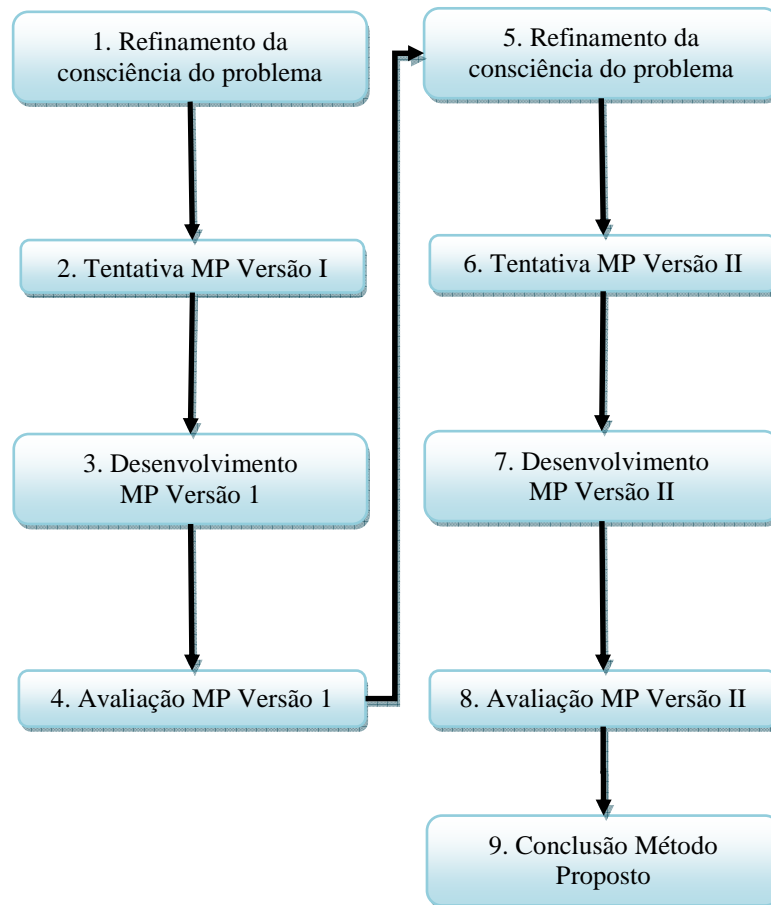 1. Refinamento da
consciência do problema
2. Tentativa MP Versão I
3. Desenvolvimento
MP Versão 1
4. Avaliação MP Versão 1
5. Refinamento da
consciência do problema
6. Tentativa MP Versão II
7. Desenvolvimento
MP Versão II
8. Avaliação MP Versão II
9. Conclusão Método
Proposto